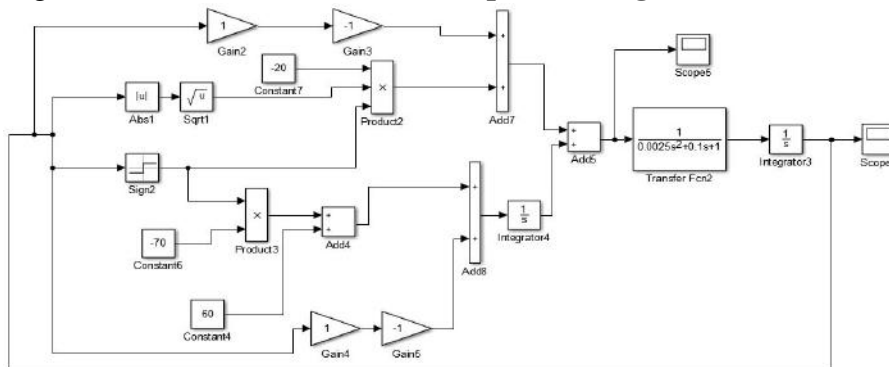 1
Gain2
-1
Gain3
-20
Constant7
|u|
Abs1
√u
Sqrt1
×
Product2
+
+
Add7
Scope5
+
+
Add5
1
0.0025s²+0.1s+1
Transfer Fcn2
1
s
Integrator3
Scope
Sign2
×
Product3
-70
Constant6
+
+
Add4
+
+
Add8
1
s
Integrator4
60
Constant4
1
Gain4
-1
Gain5